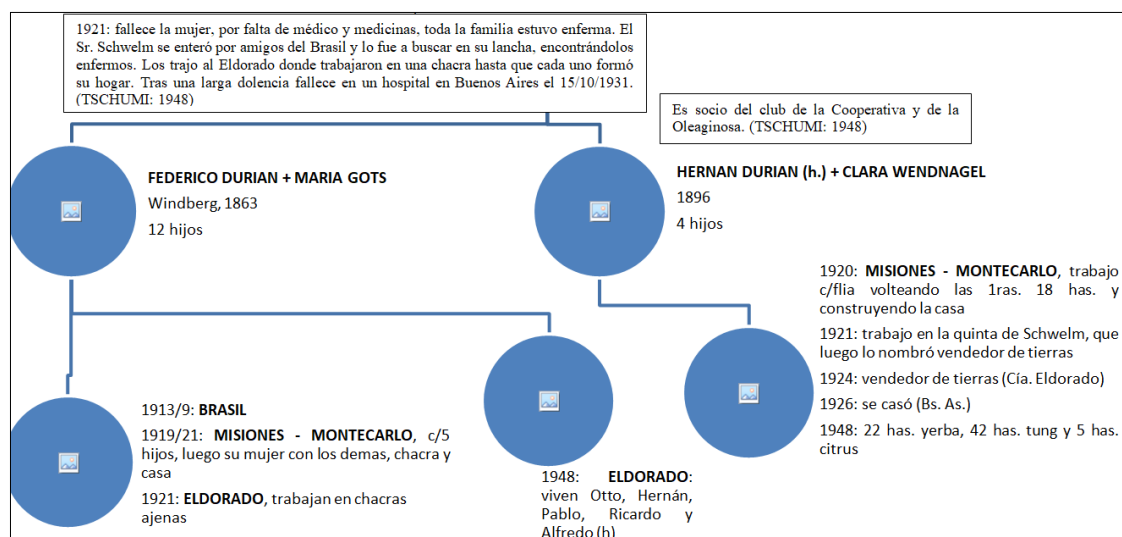 1921: fallece la mujer, por falta de médico y medicinas, toda la familia estuvo enferma. El
Sr. Schwelm se enteró por amigos del Brasil y lo fue a buscar en su lancha, encontrándolos
enfermos. Los trajo al Eldorado donde trabajaron en una chacra hasta que cada uno formó
su hogar. Tras una larga dolencia fallece en un hospital en Buenos Aires el 15/10/1931.
(TSCHUMI: 1948)
Es socio del club de la Cooperativa y de la
Oleaginosa. (TSCHUMI: 1948)
FEDERICO DURIAN + MARIA GOTS
Windberg, 1863
12 hijos
HERNAN DURIAN (h.) + CLARA WENDNAGEL
1896
4 hijos
1913/9: BRASIL
1919/21: MISIONES - MONTECARLO, c/5
hijos, luego su mujer con los demas, chacra y
casa
1921: ELDORADO, trabajan en chacras
ajenas
1948: ELDORADO:
viven Otto, Hernán,
Pablo, Ricardo y
Alfredo (h)
1920: MISIONES - MONTECARLO, trabajo
c/flia volteando las 1ras. 18 has. y
construyendo la casa
1921: trabajo en la quinta de Schwelm, que
luego lo nombró vendedor de tierras
1924: vendedor de tierras (Cía. Eldorado)
1926: se casó (Bs. As.)
1948: 22 has. yerba, 42 has. tung y 5 has.
citrus